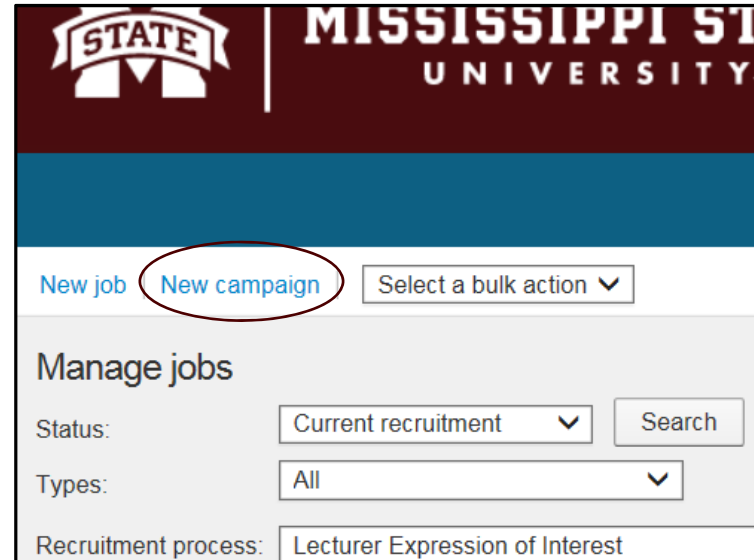 STATE
MISSISSIPPI ST
UNIVERSITY
New job New campaign Select a bulk action
Manage jobs
Status: Current recruitment Search
Types: All
Recruitment process: Lecturer Expression of Interest